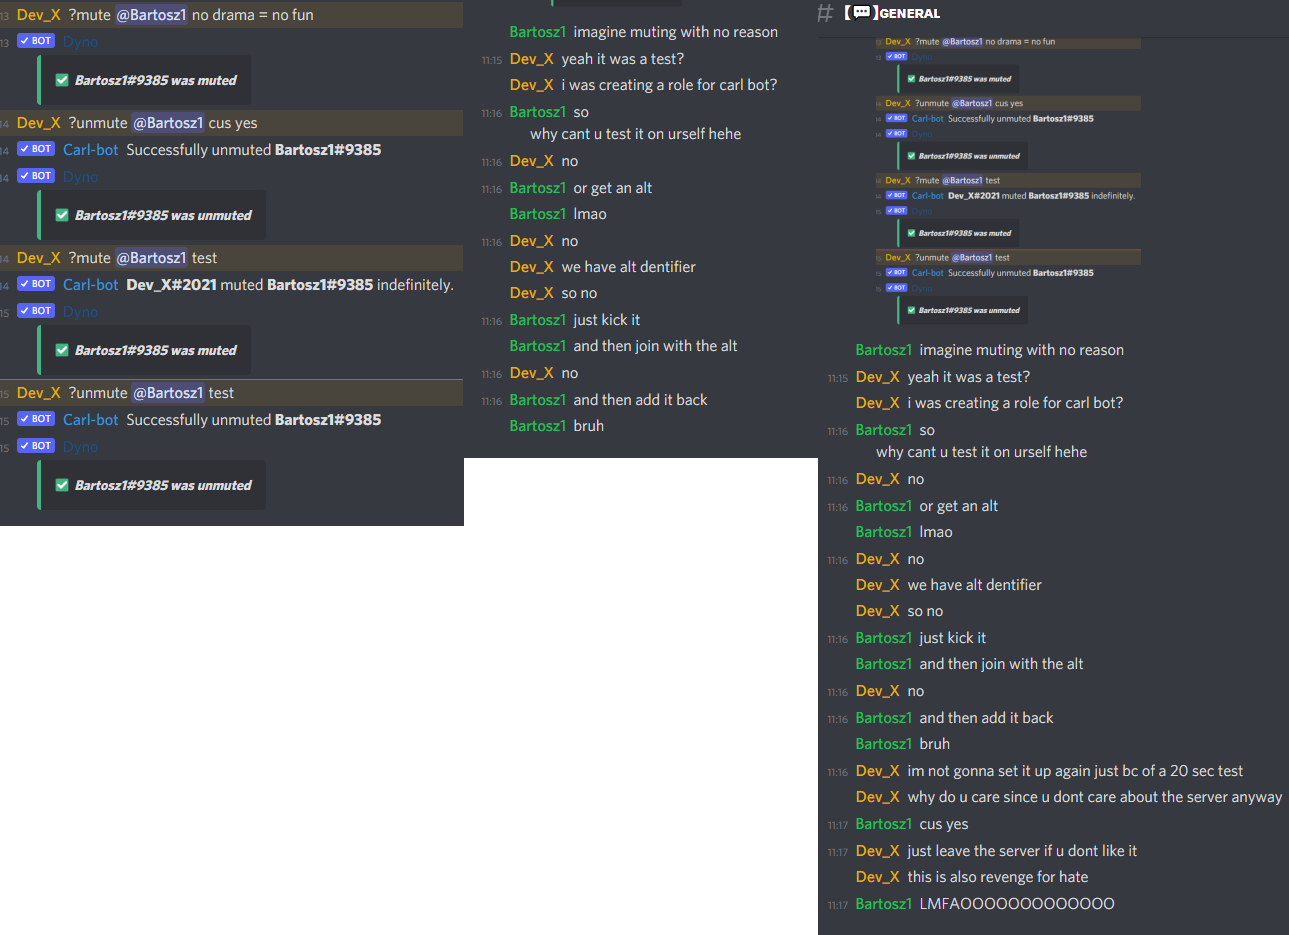 13 Dev_X ?mute @Bartosz1 no drama = no fun
13 ✓ BOT Dyno
✅ Bartosz1#9385 was muted
14 Dev_X ?unmute @Bartosz1 cus yes
14 ✓ BOT Carl-bot Successfully unmuted Bartosz1#9385
14 ✓ BOT Dyno
✅ Bartosz1#9385 was unmuted
14 Dev_X ?mute @Bartosz1 test
14 ✓ BOT Carl-bot Dev_X#2021 muted Bartosz1#9385 indefinitely.
15 ✓ BOT Dyno
✅ Bartosz1#9385 was muted
15 Dev_X ?unmute @Bartosz1 test
15 ✓ BOT Carl-bot Successfully unmuted Bartosz1#9385
15 ✓ BOT Dyno
✅ Bartosz1#9385 was unmuted
Bartosz1 imagine muting with no reason
11:15 Dev_X yeah it was a test?
Dev_X i was creating a role for carl bot?
11:16 Bartosz1 so
why cant u test it on urself hehe
11:16 Dev_X no
11:16 Bartosz1 or get an alt
Bartosz1 lmao
11:16 Dev_X no
Dev_X we have alt dentifier
Dev_X so no
11:16 Bartosz1 just kick it
Bartosz1 and then join with the alt
11:16 Dev_X no
11:16 Bartosz1 and then add it back
Bartosz1 bruh
# 【💬】GENERAL
13 Dev_X ?mute @Bartosz1 no drama = no fun
13 ✓ BOT Dyno
✅ Bartosz1#9385 was muted
14 Dev_X ?unmute @Bartosz1 cus yes
14 ✓ BOT Carl-bot Successfully unmuted Bartosz1#9385
14 ✓ BOT Dyno
✅ Bartosz1#9385 was unmuted
14 Dev_X ?mute @Bartosz1 test
14 ✓ BOT Carl-bot Dev_X#2021 muted Bartosz1#9385 indefinitely.
15 ✓ BOT Dyno
✅ Bartosz1#9385 was muted
15 Dev_X ?unmute @Bartosz1 test
15 ✓ BOT Carl-bot Successfully unmuted Bartosz1#9385
15 ✓ BOT Dyno
✅ Bartosz1#9385 was unmuted
Bartosz1 imagine muting with no reason
11:15 Dev_X yeah it was a test?
Dev_X i was creating a role for carl bot?
11:16 Bartosz1 so
why cant u test it on urself hehe
11:16 Dev_X no
11:16 Bartosz1 or get an alt
Bartosz1 lmao
11:16 Dev_X no
Dev_X we have alt dentifier
Dev_X so no
11:16 Bartosz1 just kick it
Bartosz1 and then join with the alt
11:16 Dev_X no
11:16 Bartosz1 and then add it back
Bartosz1 bruh
11:16 Dev_X im not gonna set it up again just bc of a 20 sec test
Dev_X why do u care since u dont care about the server anyway
11:17 Bartosz1 cus yes
11:17 Dev_X just leave the server if u dont like it
Dev_X this is also revenge for hate
11:17 Bartosz1 LMFAOOOOOOOOOOOOO